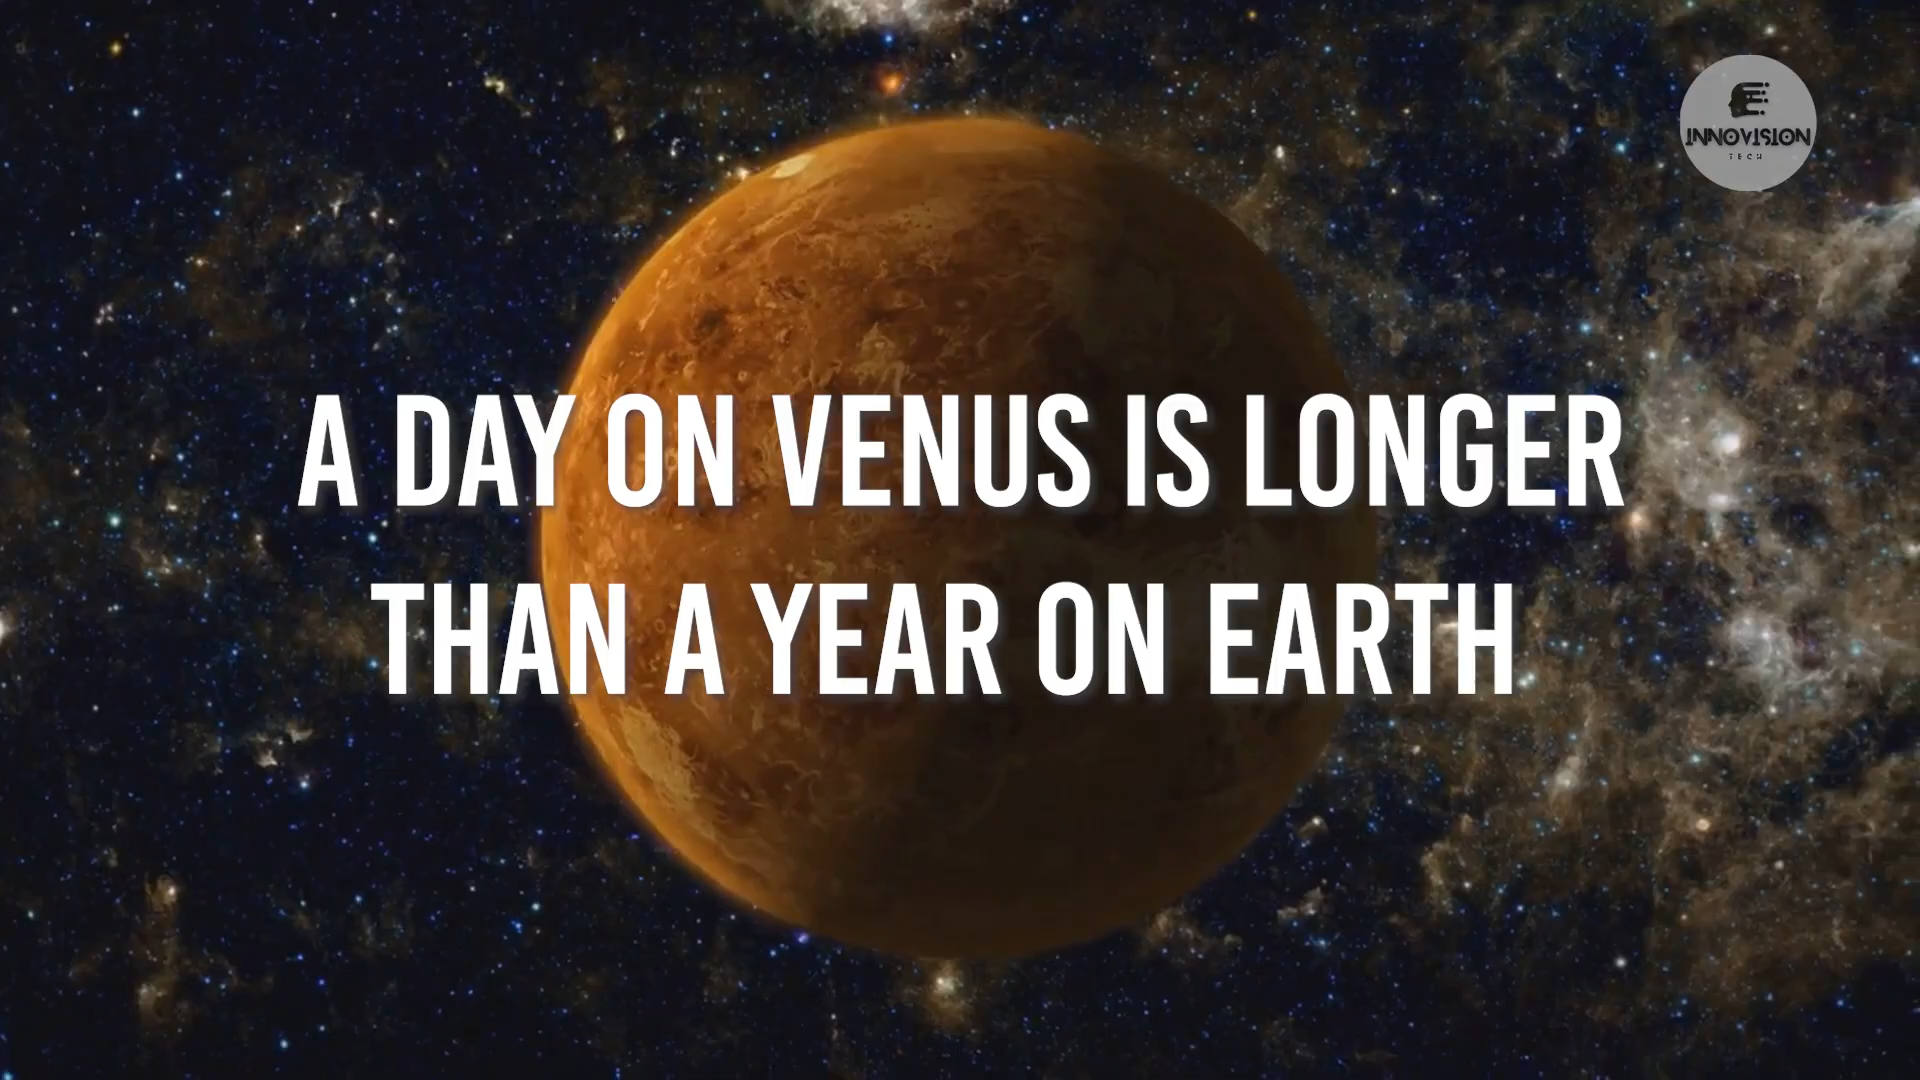 INNOVISION
TECH
A DAY ON VENUS IS LONGER
THAN A YEAR ON EARTH